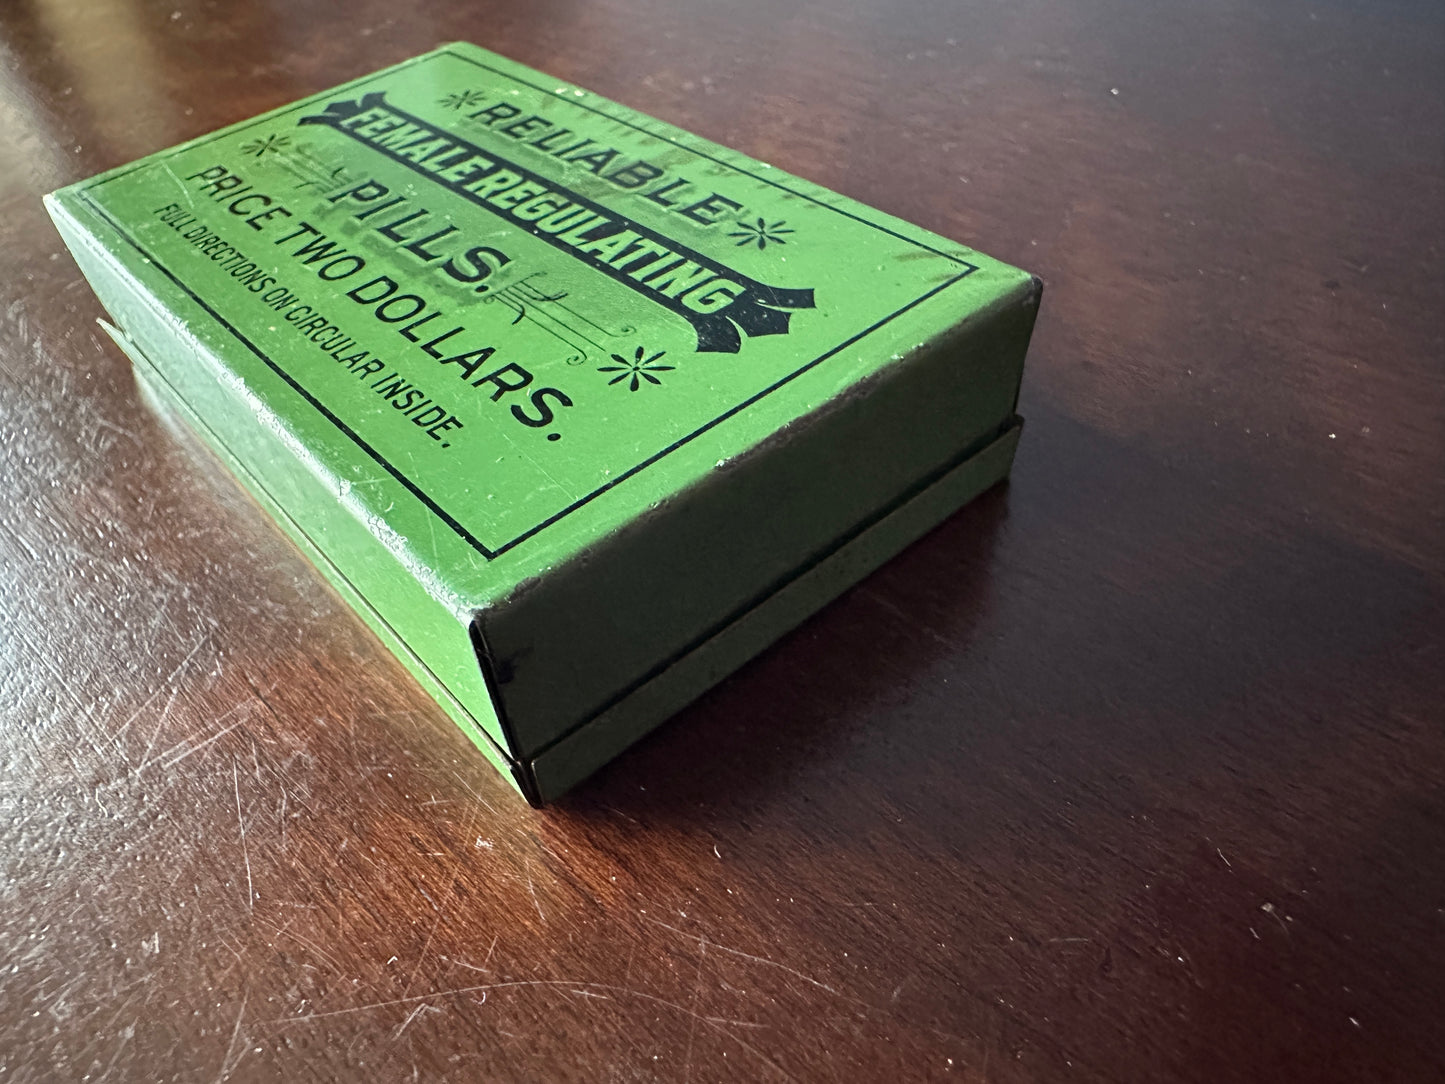 RELIABLE
FEMALE REGULATING
PILLS.
PRICE TWO DOLLARS.
FULL DIRECTIONS ON CIRCULAR INSIDE.